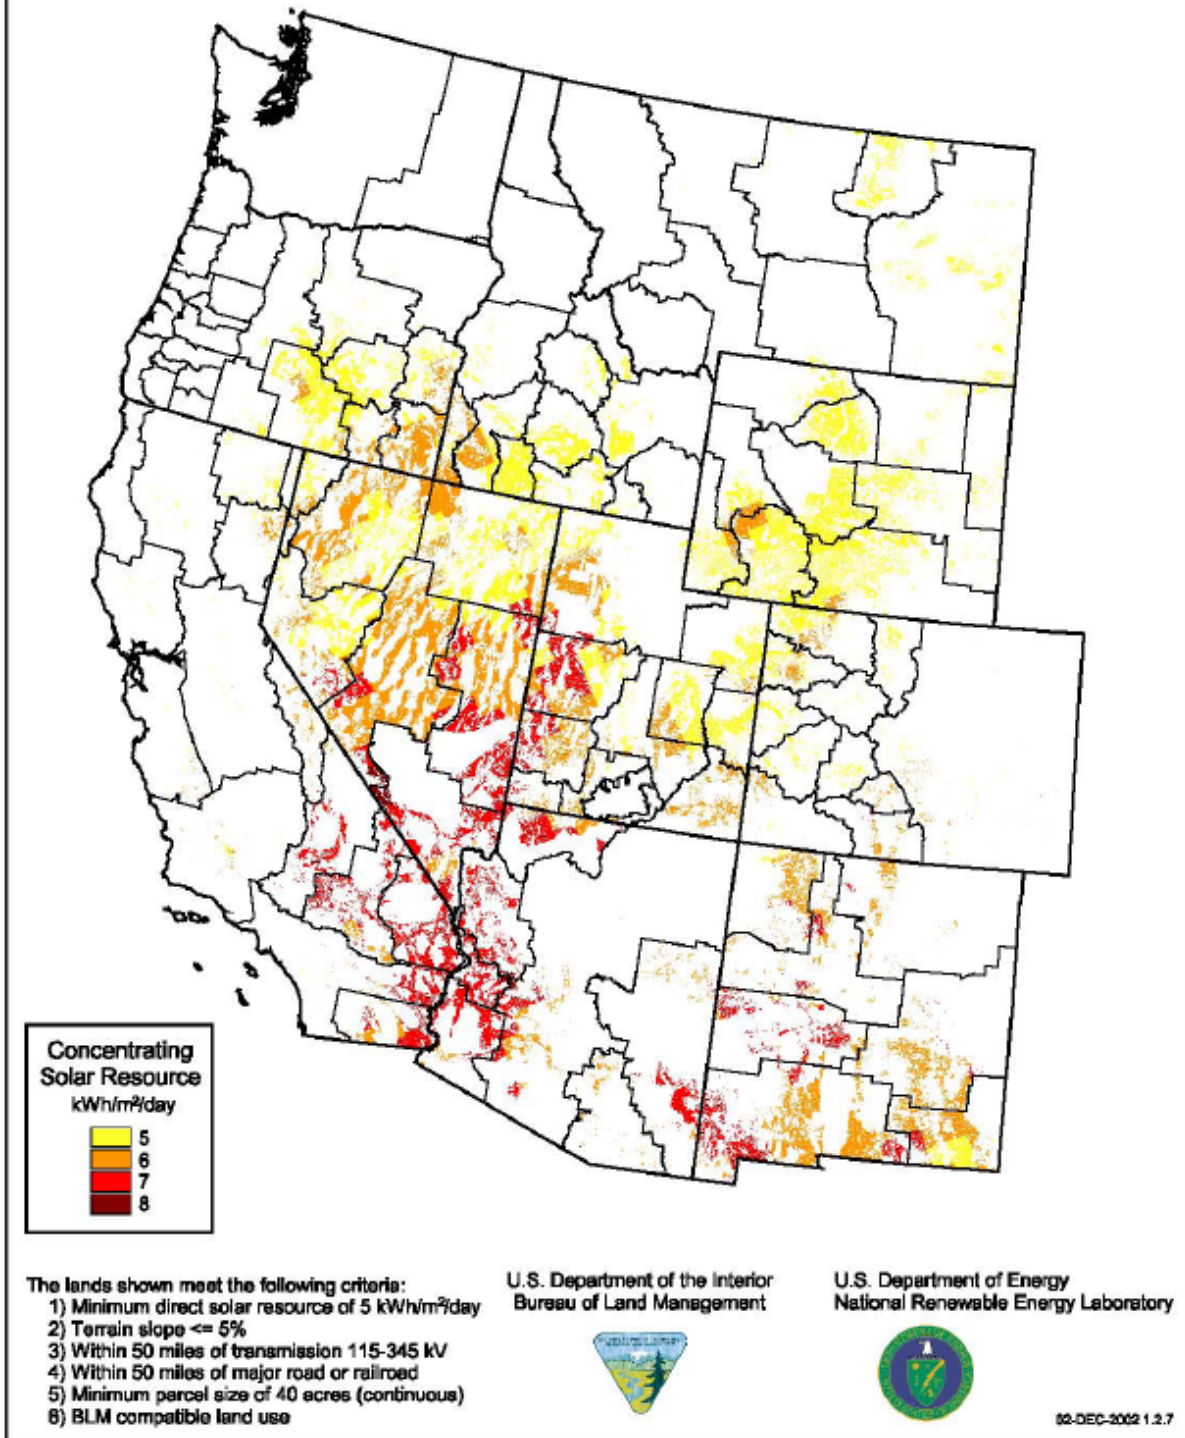 Concentrating
Solar Resource
kWh/m²/day
5
6
7
8
The lands shown meet the following criteria:
1) Minimum direct solar resource of 5 kWh/m²/day
2) Terrain slope <= 5%
3) Within 50 miles of transmission 115-345 kV
4) Within 50 miles of major road or railroad
5) Minimum parcel size of 40 acres (continuous)
6) BLM compatible land use
U.S. Department of the Interior
Bureau of Land Management
U.S. Department of Energy
National Renewable Energy Laboratory
02-DEC-2002 1.2.7